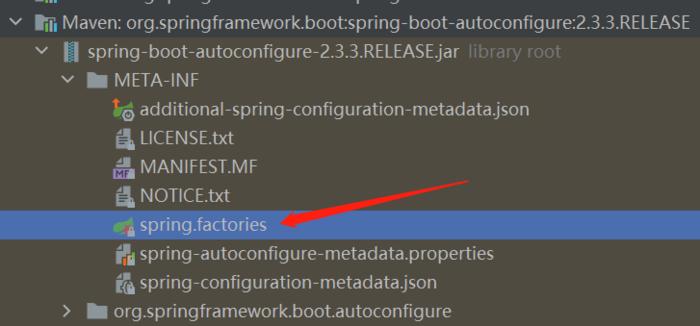 Maven: org.springframework.boot:spring-boot-autoconfigure:2.3.3.RELEASE
spring-boot-autoconfigure-2.3.3.RELEASE.jar library root
META-INF
additional-spring-configuration-metadata.json
LICENSE.txt
MF MANIFEST.MF
NOTICE.txt
spring.factories
spring-autoconfigure-metadata.properties
spring-configuration-metadata.json
org.springframework.boot.autoconfigure